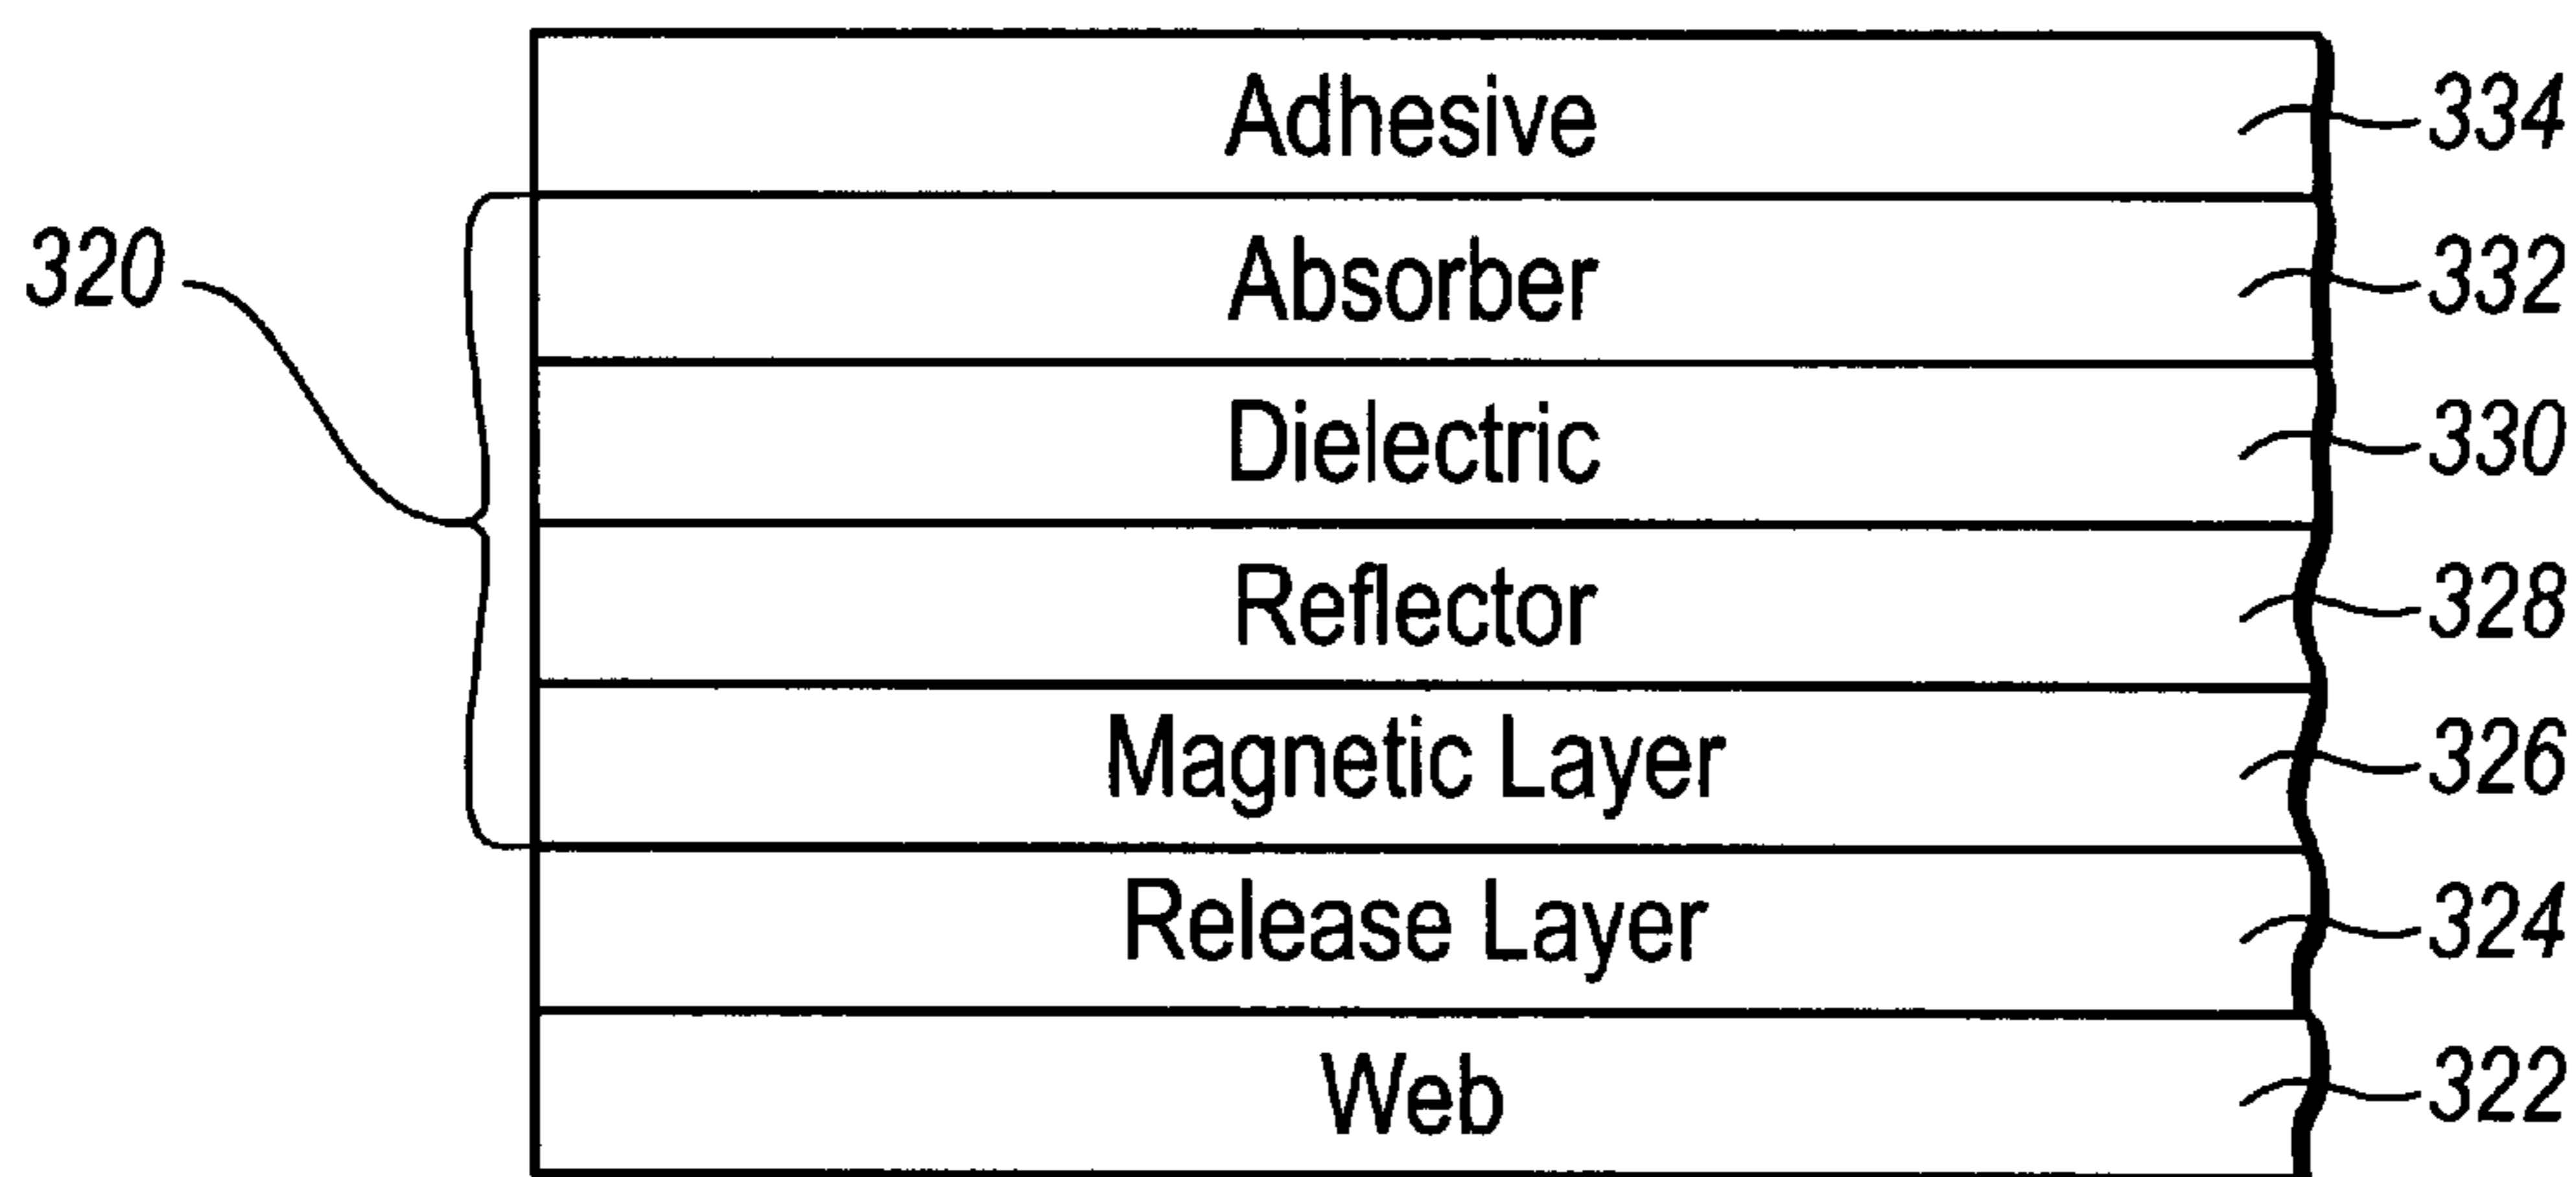 Adhesive 334
320 Absorber 332
Dielectric 330
Reflector 328
Magnetic Layer 326
Release Layer 324
Web 322